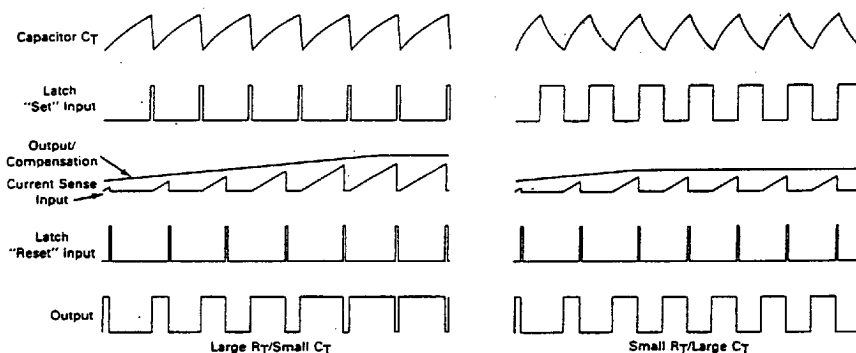 Capacitor CT
Latch
"Set" Input
Output/
Compensation
Current Sense
Input
Latch
"Reset" Input
Output
Large RT/Small CT
Small RT/Large CT